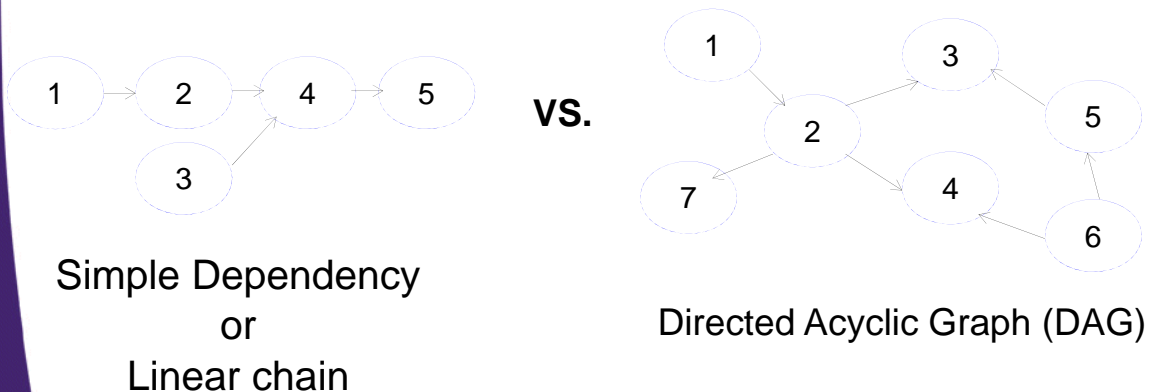 1
2
4
5
3
Simple Dependency
or
Linear chain
VS.
1
3
2
5
7
4
6
Directed Acyclic Graph (DAG)